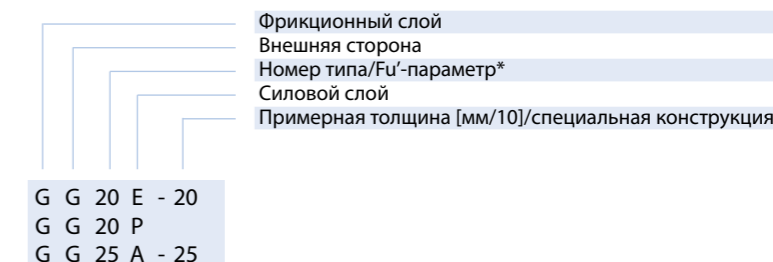 Фрикционный слой
Внешняя сторона
Номер типа/Fu’-параметр*
Силовой слой
Примерная толщина [мм/10]/специальная конструкция
G G 20 E - 20
G G 20 P
G G 25 A - 25